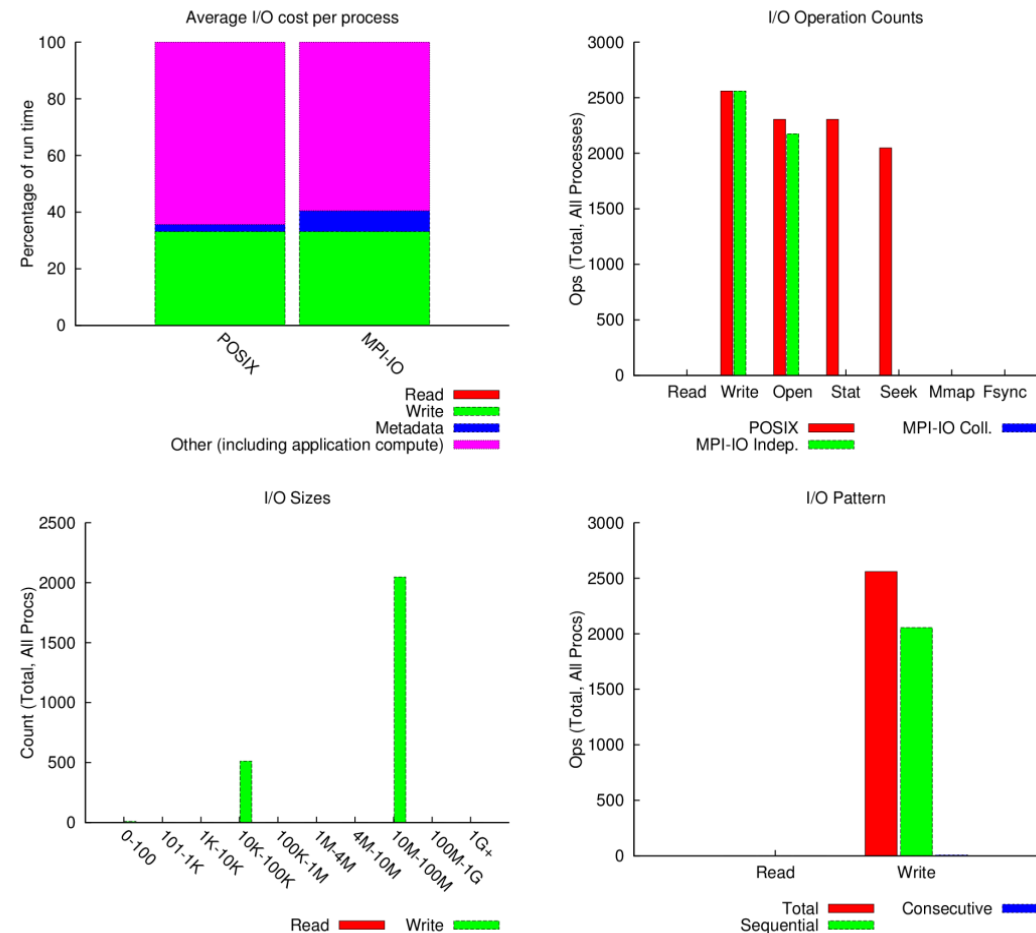 Average I/O cost per process
100
80
60
40
20
0
Percentage of run time
POSIX
MPI-IO
Read
Write
Metadata
Other (including application compute)
I/O Operation Counts
3000
2500
2000
1500
1000
500
0
Ops (Total, All Processes)
Read Write Open Stat Seek Mmap Fsync
POSIX MPI-IO Coll.
MPI-IO Indep.
I/O Sizes
2500
2000
1500
1000
500
0
Count (Total, All Procs)
0-100
101-1K
1K-10K
10K-100K
100K-1M
1M-4M
4M-10M
10M-100M
100M-1G
1G+
Read Write
I/O Pattern
3000
2500
2000
1500
1000
500
0
Ops (Total, All Procs)
Read Write
Total Consecutive
Sequential